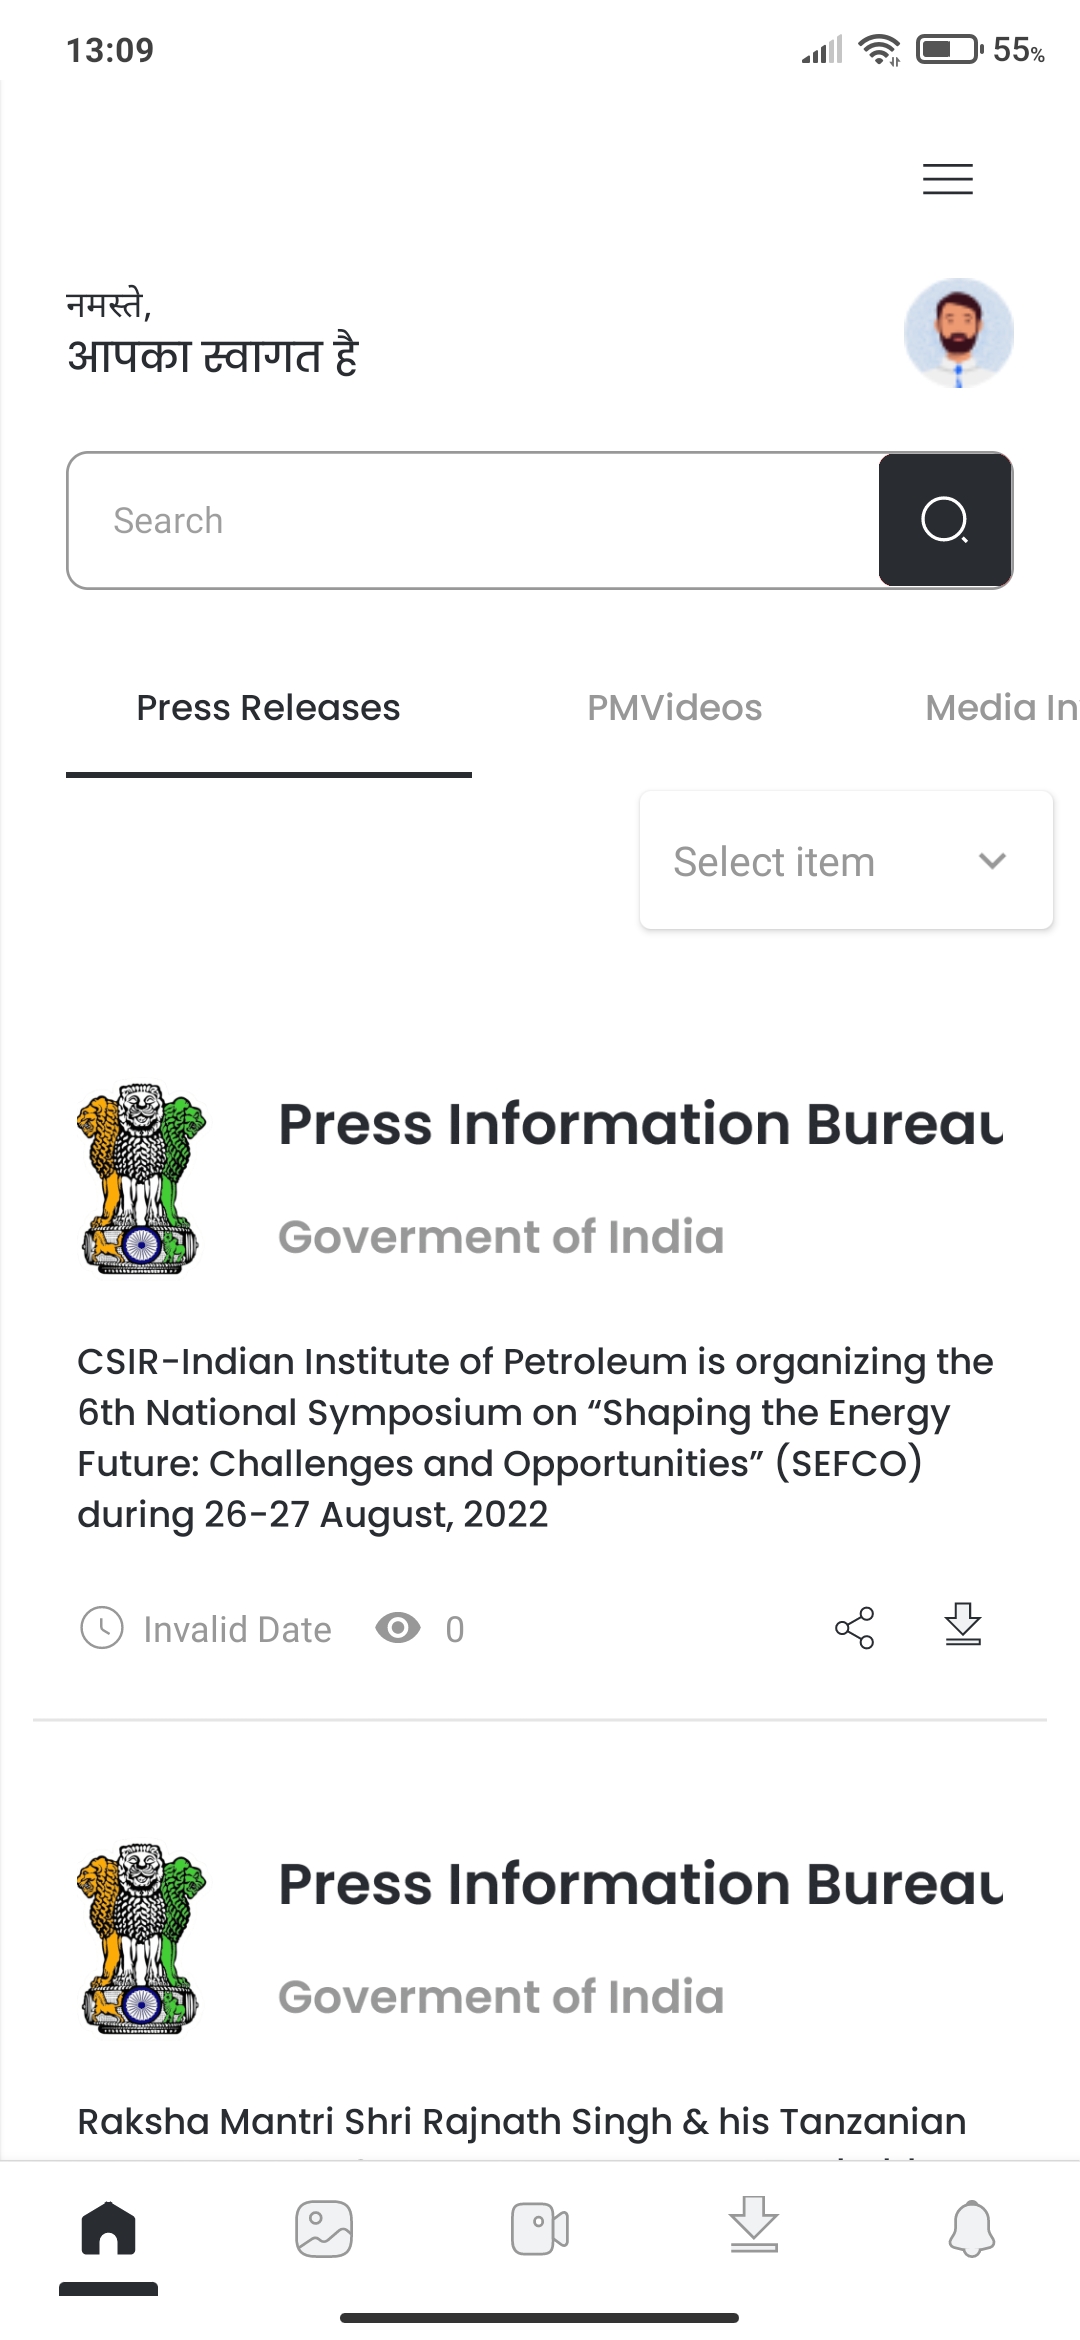 13:09
55%
नमस्ते,
आपका स्वागत है
Search
Press Releases PMVideos Media In
Select item
Press Information Bureau
Goverment of India
CSIR-Indian Institute of Petroleum is organizing the
6th National Symposium on “Shaping the Energy
Future: Challenges and Opportunities” (SEFCO)
during 26-27 August, 2022
Invalid Date 0
Press Information Bureau
Goverment of India
Raksha Mantri Shri Rajnath Singh & his Tanzanian